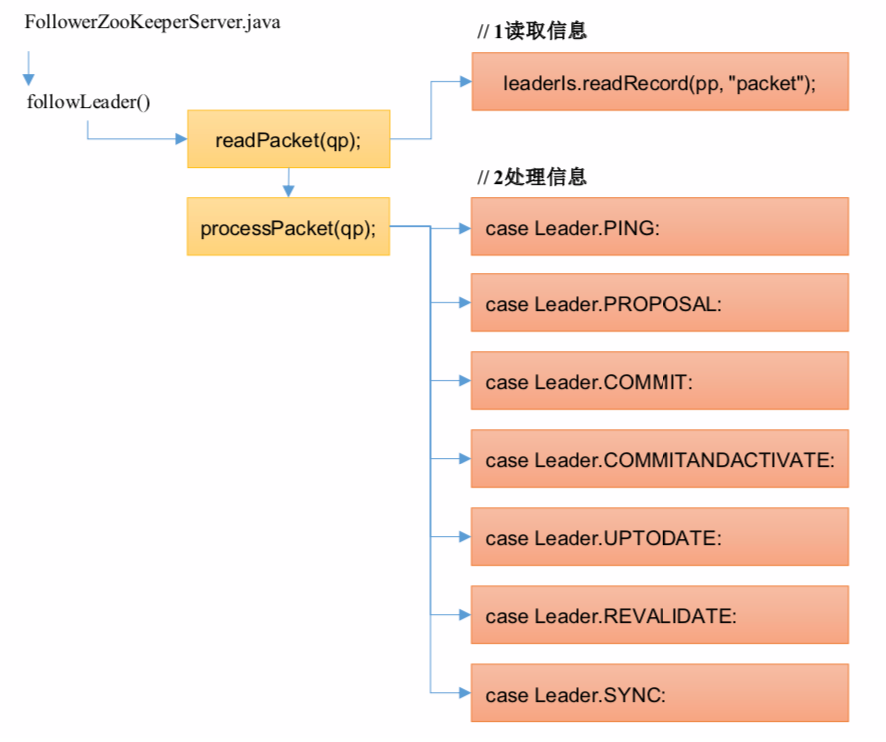 FollowerZooKeeperServer.java
followLeader()
readPacket(qp);
// 1读取信息
leaderIs.readRecord(pp, "packet");
processPacket(qp);
// 2处理信息
case Leader.PING:
case Leader.PROPOSAL:
case Leader.COMMIT:
case Leader.COMMITANDACTIVATE:
case Leader.UPTODATE:
case Leader.REVALIDATE:
case Leader.SYNC: